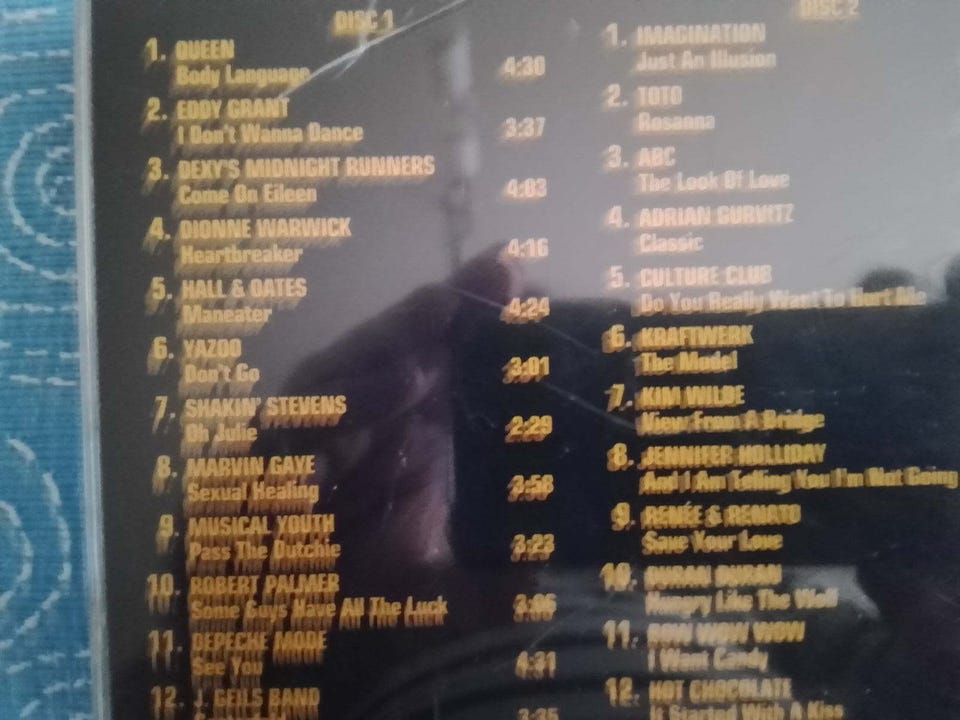 DISC 1
1. QUEEN
Body Language 4:30
2. EDDY GRANT
I Don't Wanna Dance 3:37
3. DEXY'S MIDNIGHT RUNNERS
Come On Eileen 4:03
4. DIONNE WARWICK
Heartbreaker 4:16
5. HALL & OATES
Maneater 4:24
6. YAZOO
Don't Go 3:01
7. SHAKIN' STEVENS
Oh Julie 2:29
8. MARVIN GAYE
Sexual Healing 3:58
9. MUSICAL YOUTH
Pass The Dutchie 3:23
10. ROBERT PALMER
Some Guys Have All The Luck 3:06
11. DEPECHE MODE
See You 4:31
12. J. GEILS BAND
3:35
DISC 2
1. IMAGINATION
Just An Illusion
2. TOTO
Rosanna
3. ABC
The Look Of Love
4. ADRIAN GURVITZ
Classic
5. CULTURE CLUB
Do You Really Want To Hurt Me
6. KRAFTWERK
The Model
7. KIM WILDE
View From A Bridge
8. JENNIFER HOLLIDAY
And I Am Telling You I'm Not Going
9. RENÉE & RENATO
Save Your Love
10. DURAN DURAN
Hungry Like The Wolf
11. BOW WOW WOW
I Want Candy
12. HOT CHOCOLATE
It Started With A Kiss